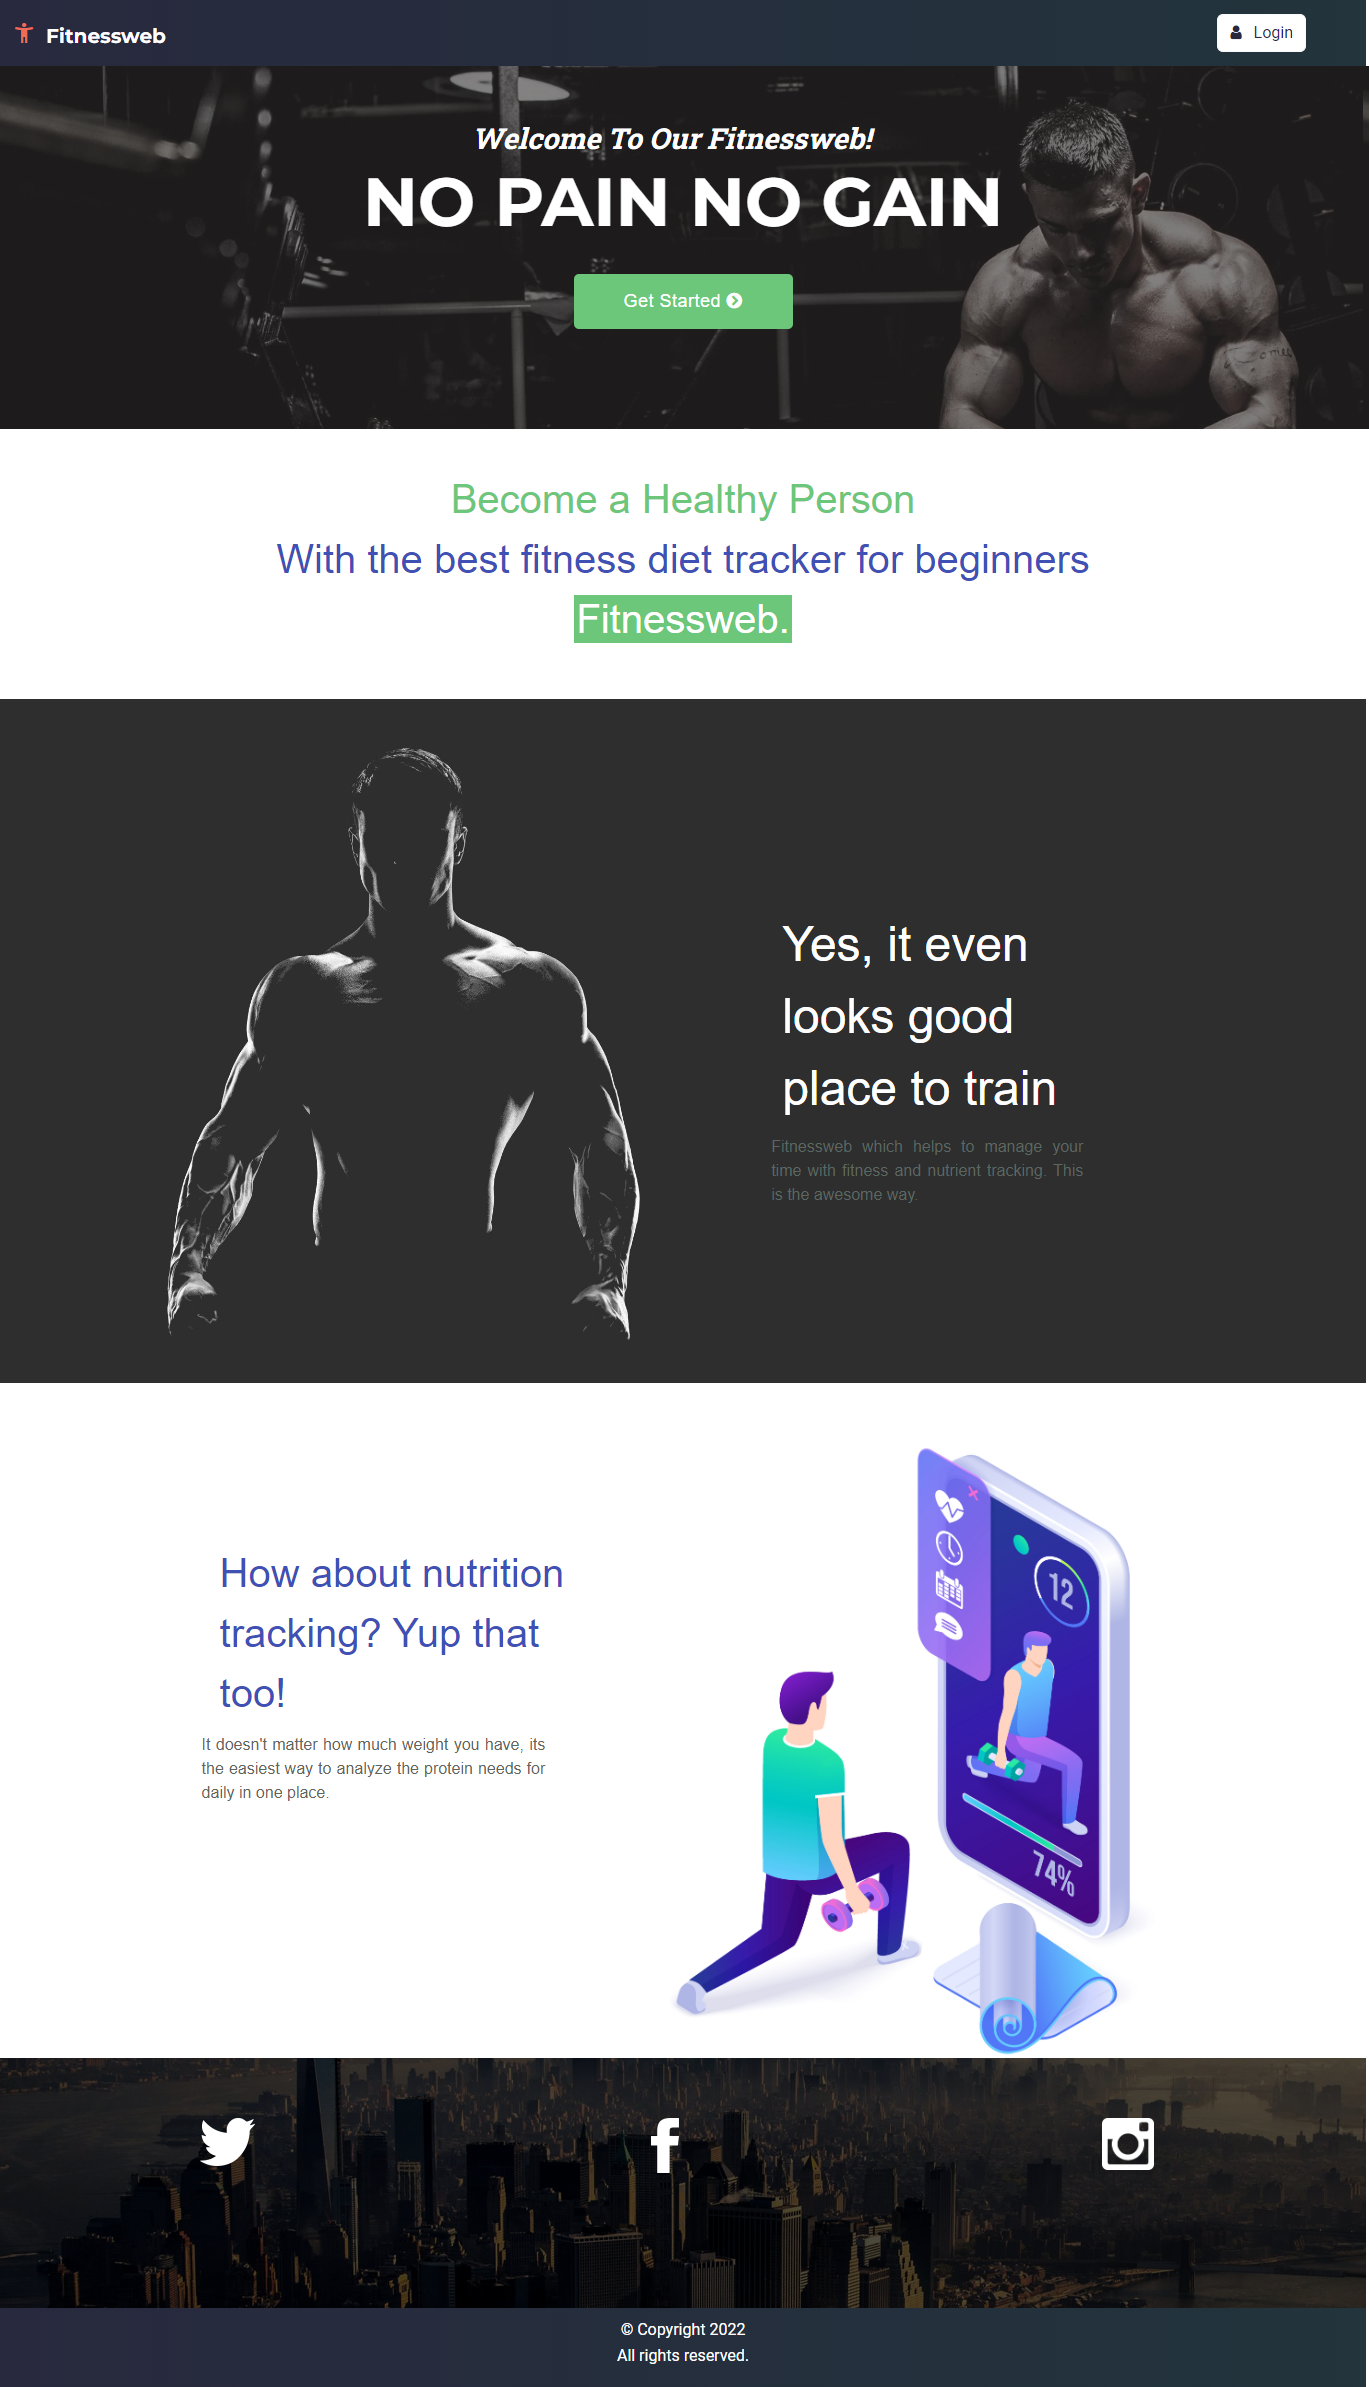 Fitnessweb
Login
Welcome To Our Fitnessweb!
NO PAIN NO GAIN
Get Started
Become a Healthy Person
With the best fitness diet tracker for beginners
Fitnessweb.
Yes, it even
looks good
place to train
Fitnessweb which helps to manage your
time with fitness and nutrient tracking. This
is the awesome way.
How about nutrition
tracking? Yup that
too!
It doesn't matter how much weight you have, its
the easiest way to analyze the protein needs for
daily in one place.
12
74%
© Copyright 2022
All rights reserved.